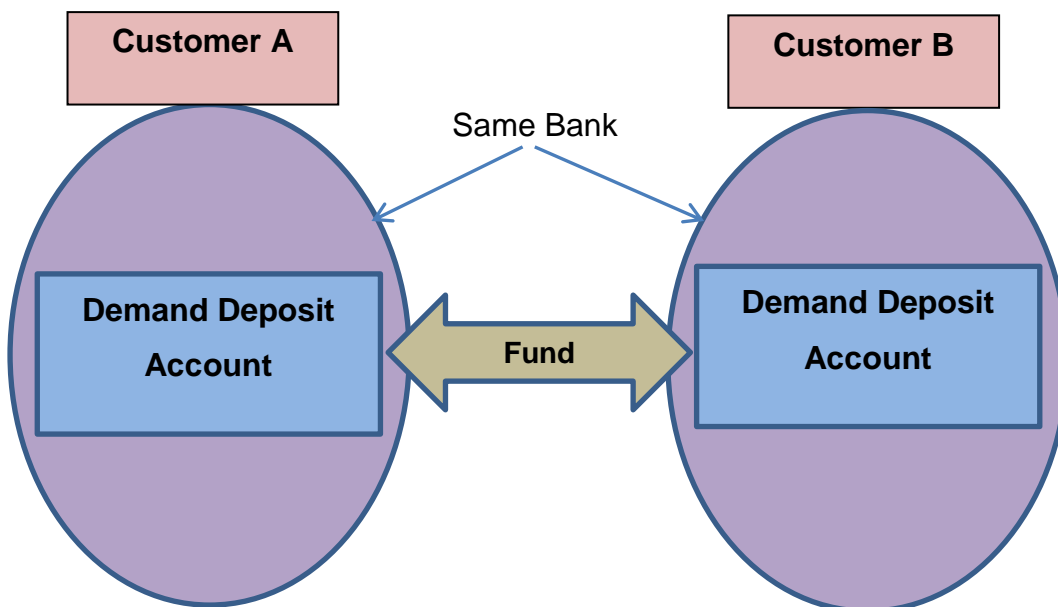 Customer A
Customer B
Same Bank
Demand Deposit
Account
Fund
Demand Deposit
Account